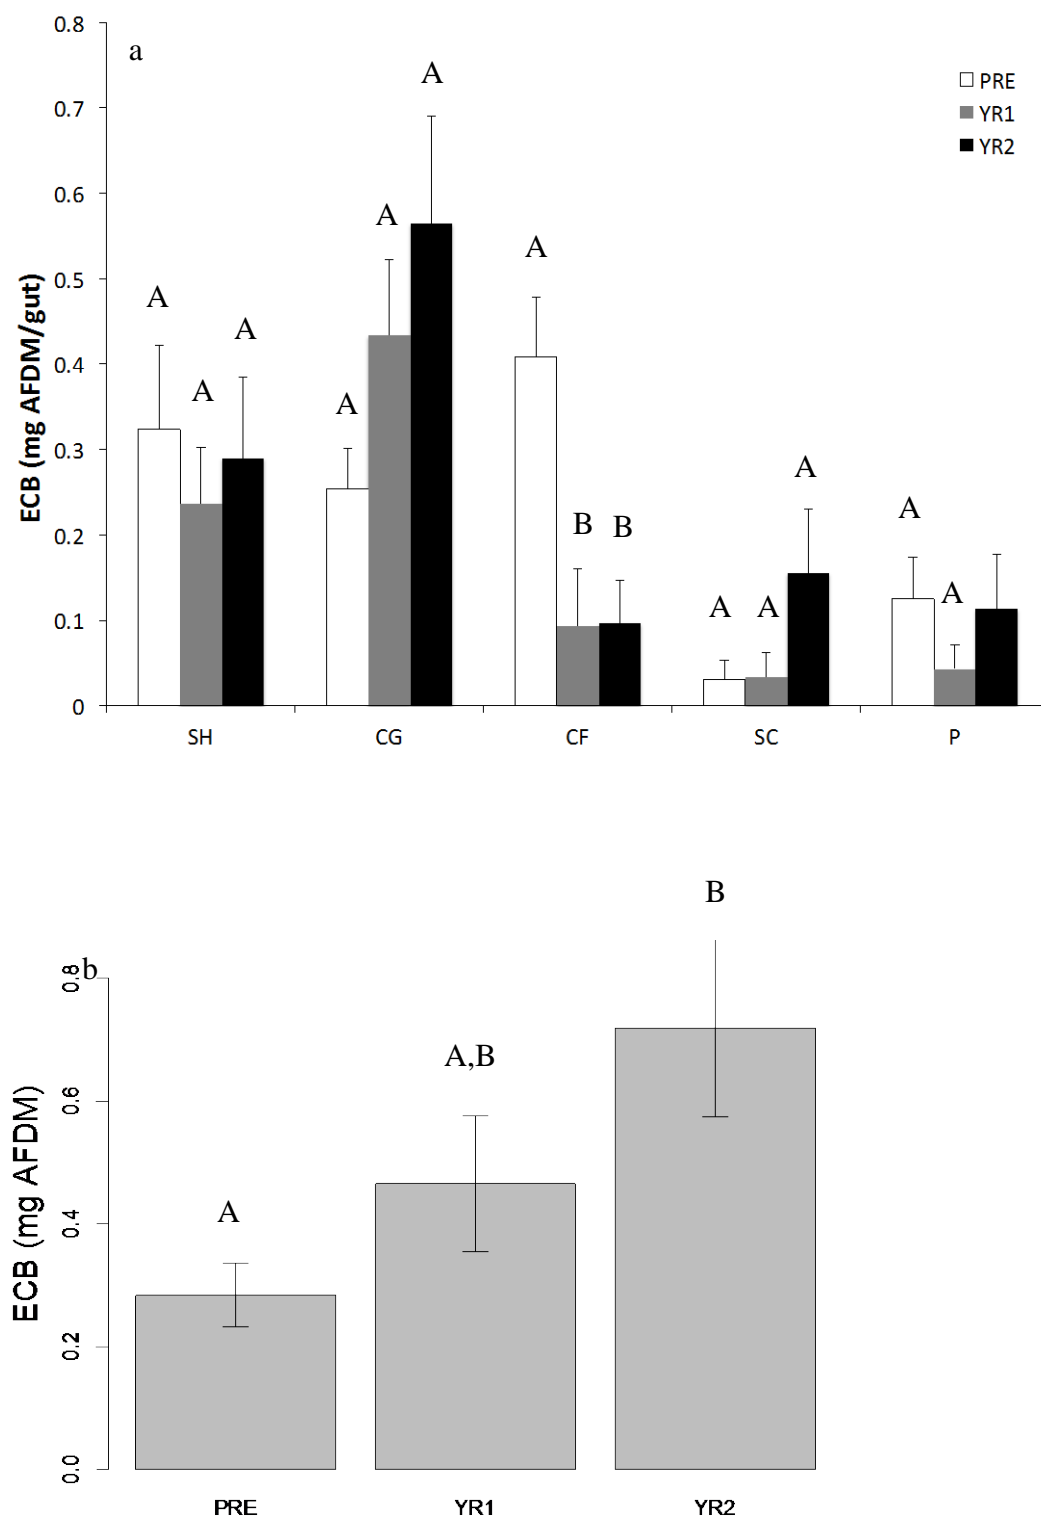 a
PRE
YR1
YR2
ECB (mg AFDM/gut)
0.8
0.7
0.6
0.5
0.4
0.3
0.2
0.1
0
A
A
A
A
A
A
A
B
B
A
A
A
A
A
SH CG CF SC P
b
ECB (mg AFDM)
0.8
0.6
0.4
0.2
0.0
A
A,B
B
PRE YR1 YR2